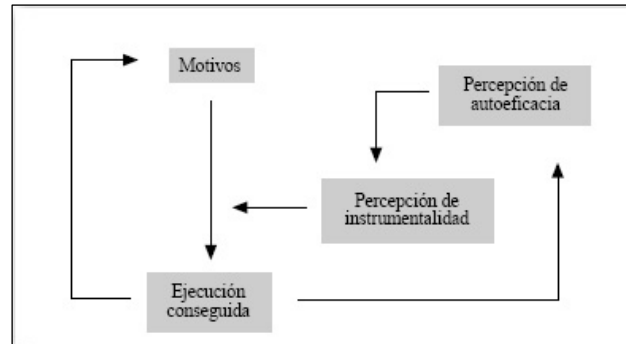 Motivos
Percepción de
autoeficacia
Percepción de
instrumentalidad
Ejecución
conseguida